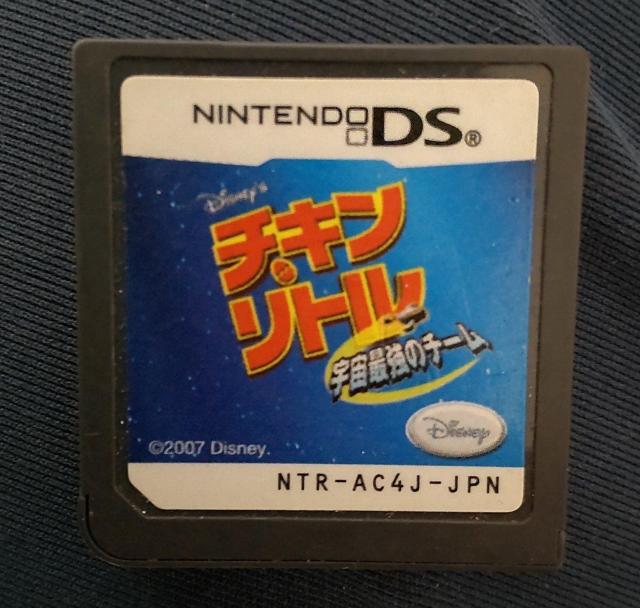 NINTENDO DS®
Disney's
チキン
リトル
宇宙最強のチーム
Disney
©2007 Disney.
NTR-AC4J-JPN